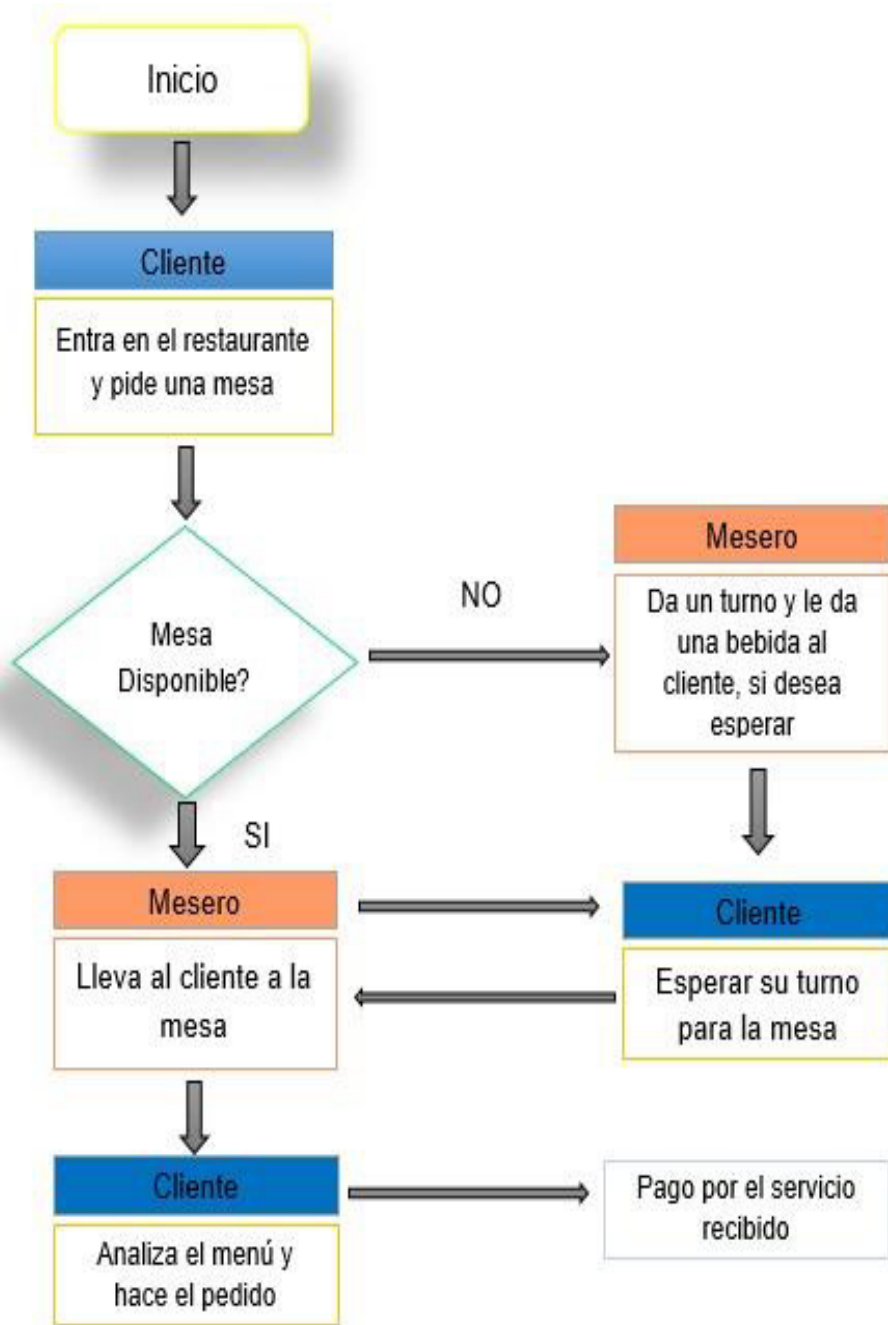 Inicio
Cliente
Entra en el restaurante
y pide una mesa
Mesa
Disponible?
NO
Mesero
Da un turno y le da
una bebida al
cliente, si desea
esperar
SI
Mesero
Lleva al cliente a la
mesa
Cliente
Esperar su turno
para la mesa
Cliente
Analiza el menú y
hace el pedido
Pago por el servicio
recibido